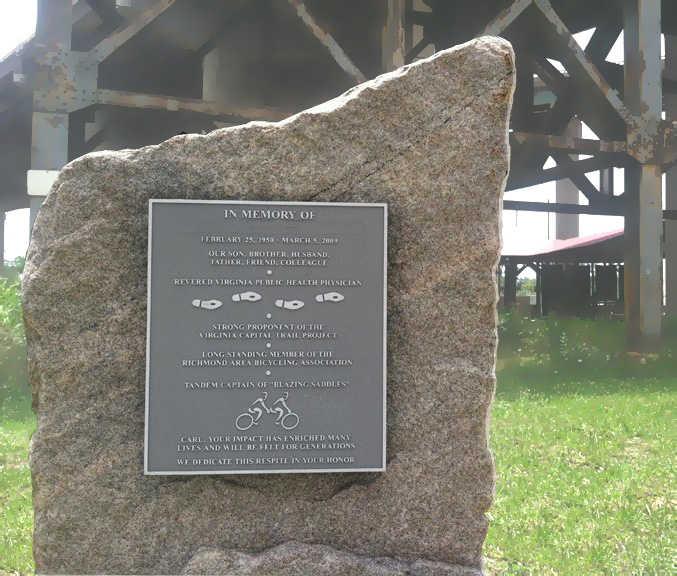 IN MEMORY OF
FEBRUARY 25, 1950 - MARCH 5, 2009
OUR SON, BROTHER, HUSBAND,
FATHER, FRIEND, COLLEAGUE
REVERED VIRGINIA PUBLIC HEALTH PHYSICIAN
STRONG PROPONENT OF THE
VIRGINIA CAPITAL TRAIL PROJECT
LONG STANDING MEMBER OF THE
RICHMOND AREA BICYCLING ASSOCIATION
TANDEM CAPTAIN OF "BLAZING SADDLES"
CARL, YOUR IMPACT HAS ENRICHED MANY
LIVES AND WILL BE FELT FOR GENERATIONS
WE DEDICATE THIS RESPITE IN YOUR HONOR